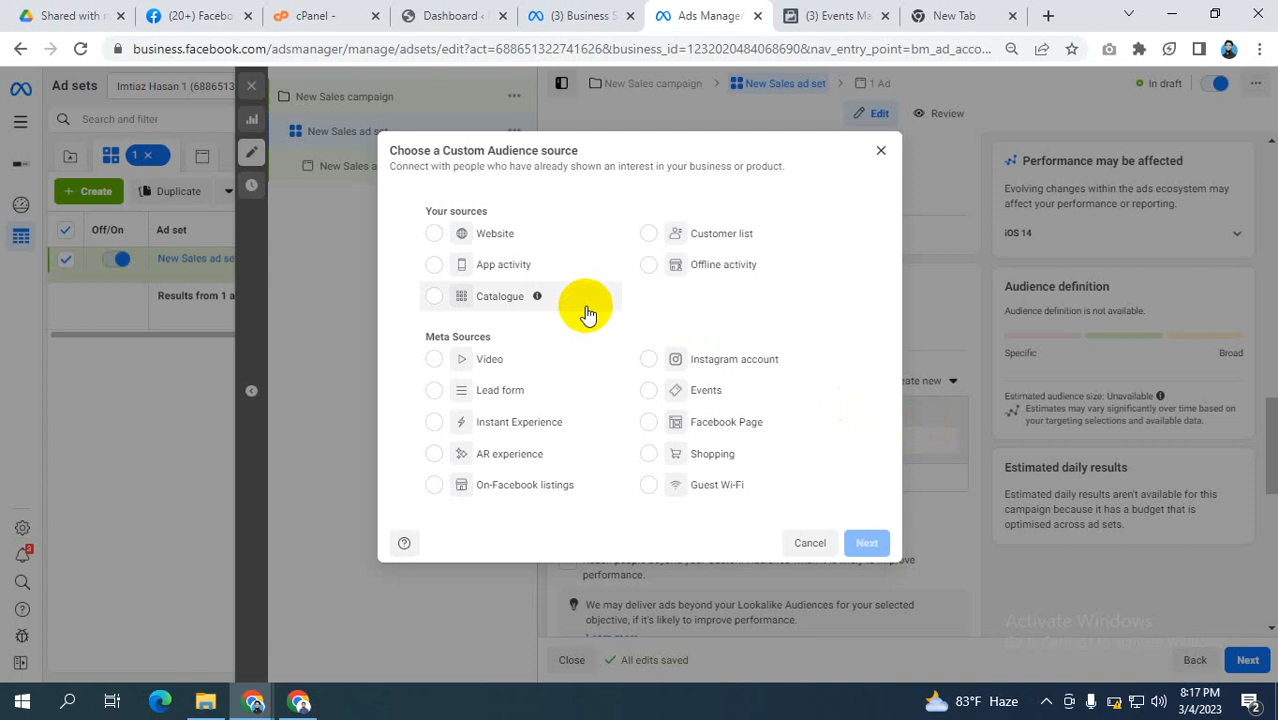 Shared with m
(20+) Facebo
cPanel -
Dashboard ‹
(3) Business S
Ads Manager
(3) Events Ma
New Tab
business.facebook.com/adsmanager/manage/adsets/edit?act=688651322741626&business_id=1232020484068690&nav_entry_point=bm_ad_acco...
Ad sets
Imtiaz Hasan 1 (6886513
New Sales campaign
New Sales campaign
New Sales ad set
1 Ad
In draft
Search and filter
Edit
Review
New Sales ad se
1
New Sales a
Create
Duplicate
Off/On
Ad set
New Sales ad se
Results from 1 a
Choose a Custom Audience source
Connect with people who have already shown an interest in your business or product.
Your sources
Website
Customer list
App activity
Offline activity
Catalogue
Meta Sources
Video
Instagram account
Lead form
Events
Instant Experience
Facebook Page
AR experience
Shopping
On-Facebook listings
Guest Wi-Fi
Cancel
Next
Performance may be affected
Evolving changes within the ads ecosystem may
affect your performance or reporting.
iOS 14
Audience definition
Audience definition is not available.
Specific
Broad
eate new
Estimated audience size: Unavailable
Estimates may vary significantly over time based on
your targeting selections and available data.
Estimated daily results
Estimated daily results aren't available for this
campaign because it has a budget that is
optimised across ad sets.
performance.
We may deliver ads beyond your Lookalike Audiences for your selected
objective, if it's likely to improve performance.
Learn more
Activate Windows
Close
All edits saved
Back
Next
3
83°F Haze
8:17 PM
3/4/2023
2